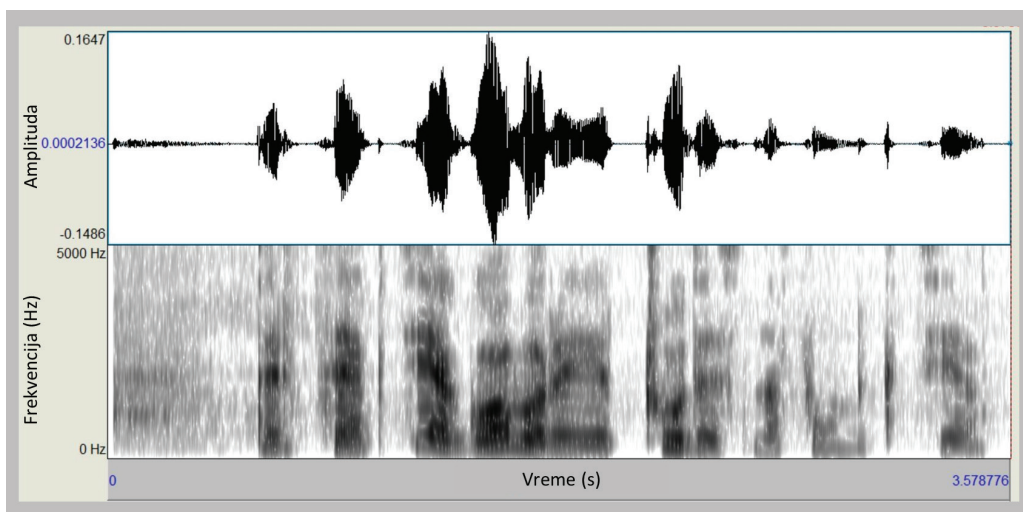 0.1647
Amplituda
0.0002136
-0.1486
5000 Hz
Frekvencija (Hz)
0 Hz
0
Vreme (s)
3.578776